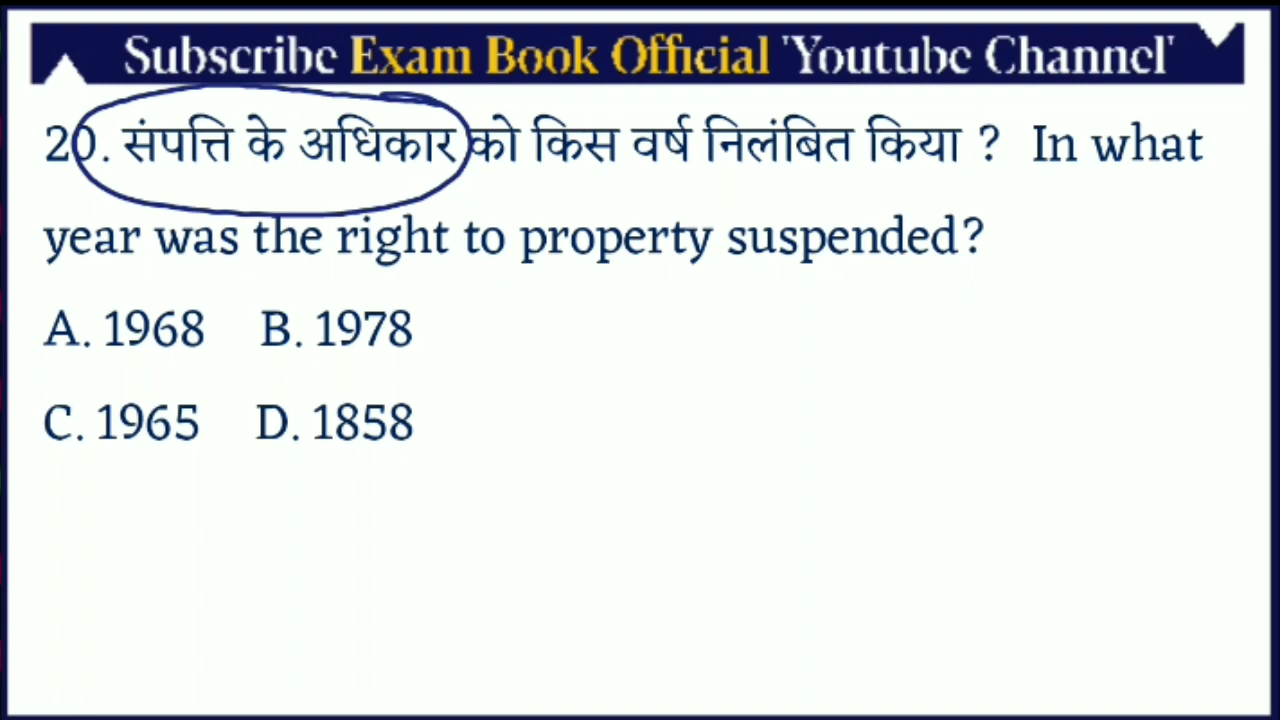 Subscribe Exam Book Official 'Youtube Channel'
20. संपत्ति के अधिकार को किस वर्ष निलंबित किया ? In what
year was the right to property suspended?
A. 1968 B. 1978
C. 1965 D. 1858